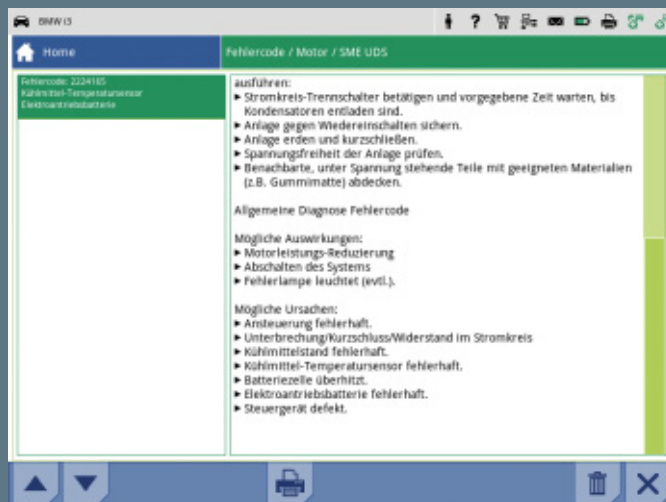 BMW i3
Home
Fehlercode / Motor / SME UDS
Fehlercode: 2224165
Kühlmittel-Temperatursensor
Elektroantriebsbatterie
ausführen:
► Stromkreis-Trennschalter betätigen und vorgegebene Zeit warten, bis
Kondensatoren entladen sind.
► Anlage gegen Wiedereinschalten sichern.
► Anlage erden und kurzschließen.
► Spannungsfreiheit der Anlage prüfen.
► Benachbarte, unter Spannung stehende Teile mit geeigneten Materialien
(z.B. Gummimatte) abdecken.
Allgemeine Diagnose Fehlercode
Mögliche Auswirkungen:
► Motorleistungs-Reduzierung
► Abschalten des Systems
► Fehlerlampe leuchtet (evtl.).
Mögliche Ursachen:
► Ansteuerung fehlerhaft.
► Unterbrechung/Kurzschluss/Widerstand im Stromkreis
► Kühlmittelstand fehlerhaft.
► Kühlmittel-Temperatursensor fehlerhaft.
► Batteriezelle überhitzt.
► Elektroantriebsbatterie fehlerhaft.
► Steuergerät defekt.